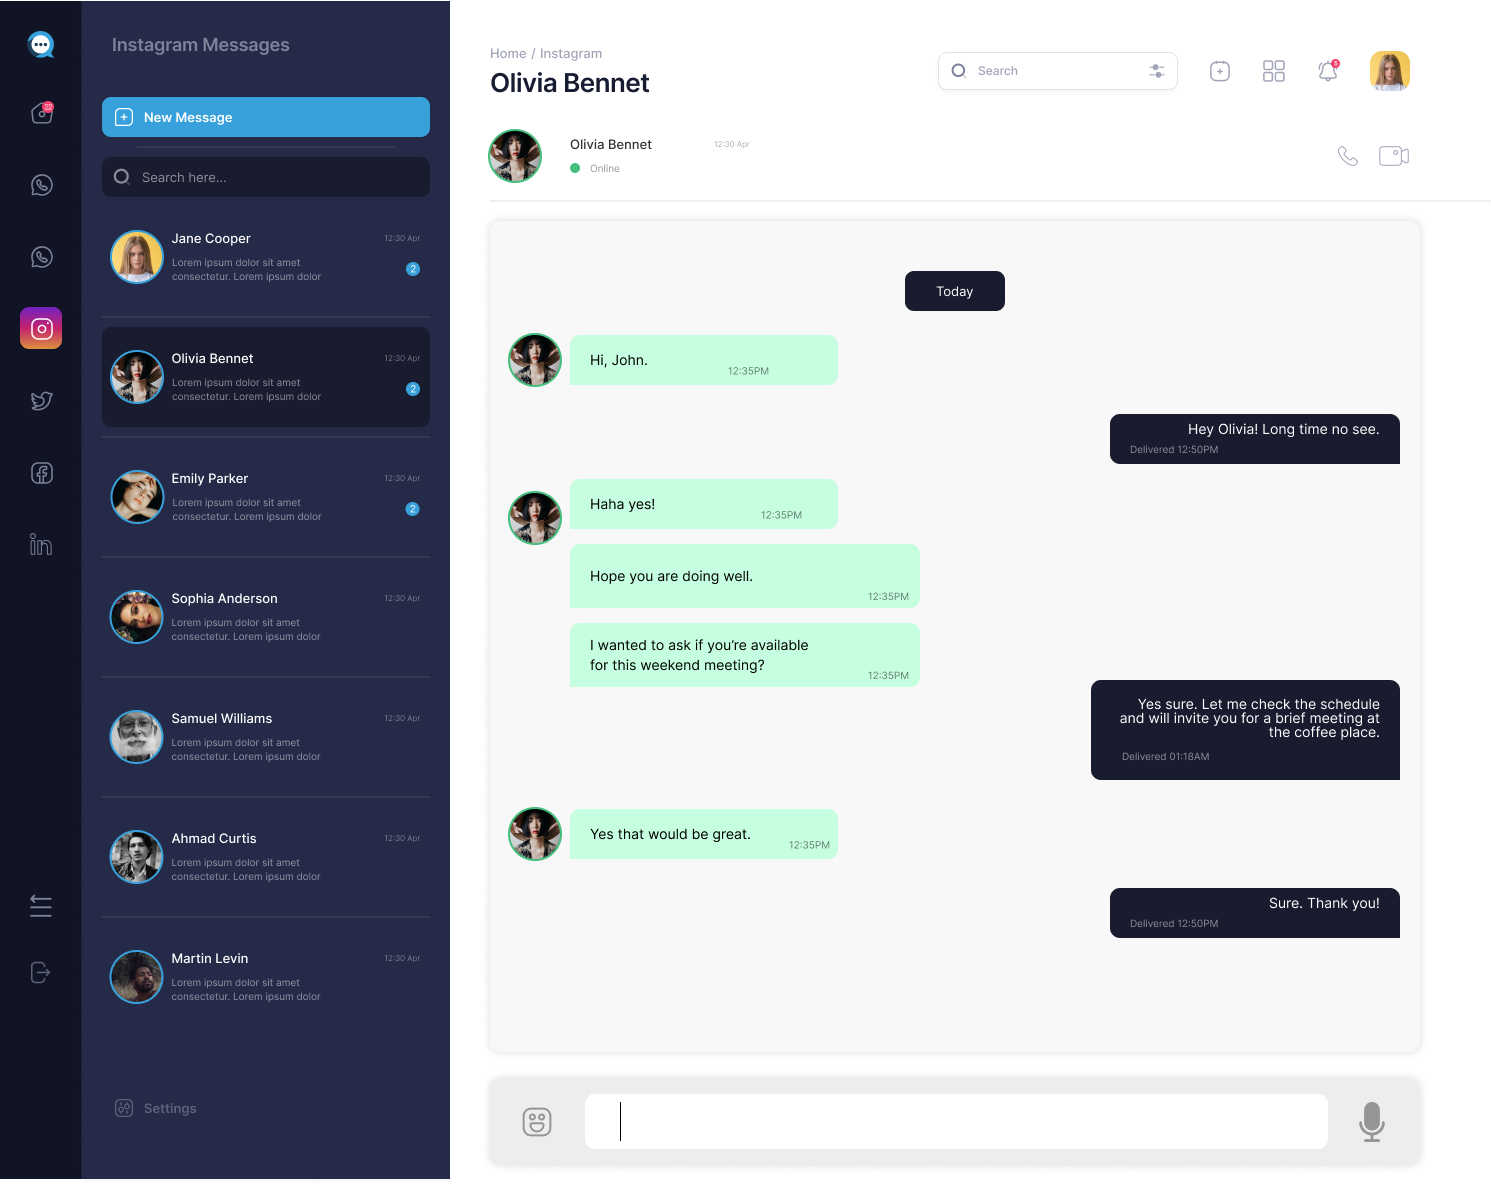 22
Instagram Messages
New Message
Search here...
Jane Cooper
12:30 Apr
Lorem ipsum dolor sit amet
consectetur. Lorem ipsum dolor
2
Olivia Bennet
12:30 Apr
Lorem ipsum dolor sit amet
consectetur. Lorem ipsum dolor
2
Emily Parker
12:30 Apr
Lorem ipsum dolor sit amet
consectetur. Lorem ipsum dolor
2
Sophia Anderson
12:30 Apr
Lorem ipsum dolor sit amet
consectetur. Lorem ipsum dolor
Samuel Williams
12:30 Apr
Lorem ipsum dolor sit amet
consectetur. Lorem ipsum dolor
Ahmad Curtis
12:30 Apr
Lorem ipsum dolor sit amet
consectetur. Lorem ipsum dolor
Martin Levin
12:30 Apr
Lorem ipsum dolor sit amet
consectetur. Lorem ipsum dolor
Settings
Home / Instagram
Olivia Bennet
Search
Olivia Bennet
12:30 Apr
Online
Today
Hi, John.
12:35PM
Hey Olivia! Long time no see.
Delivered 12:50PM
Haha yes!
12:35PM
Hope you are doing well.
12:35PM
I wanted to ask if you’re available
for this weekend meeting?
12:35PM
Yes sure. Let me check the schedule
and will invite you for a brief meeting at
the coffee place.
Delivered 01:18AM
Yes that would be great.
12:35PM
Sure. Thank you!
Delivered 12:50PM